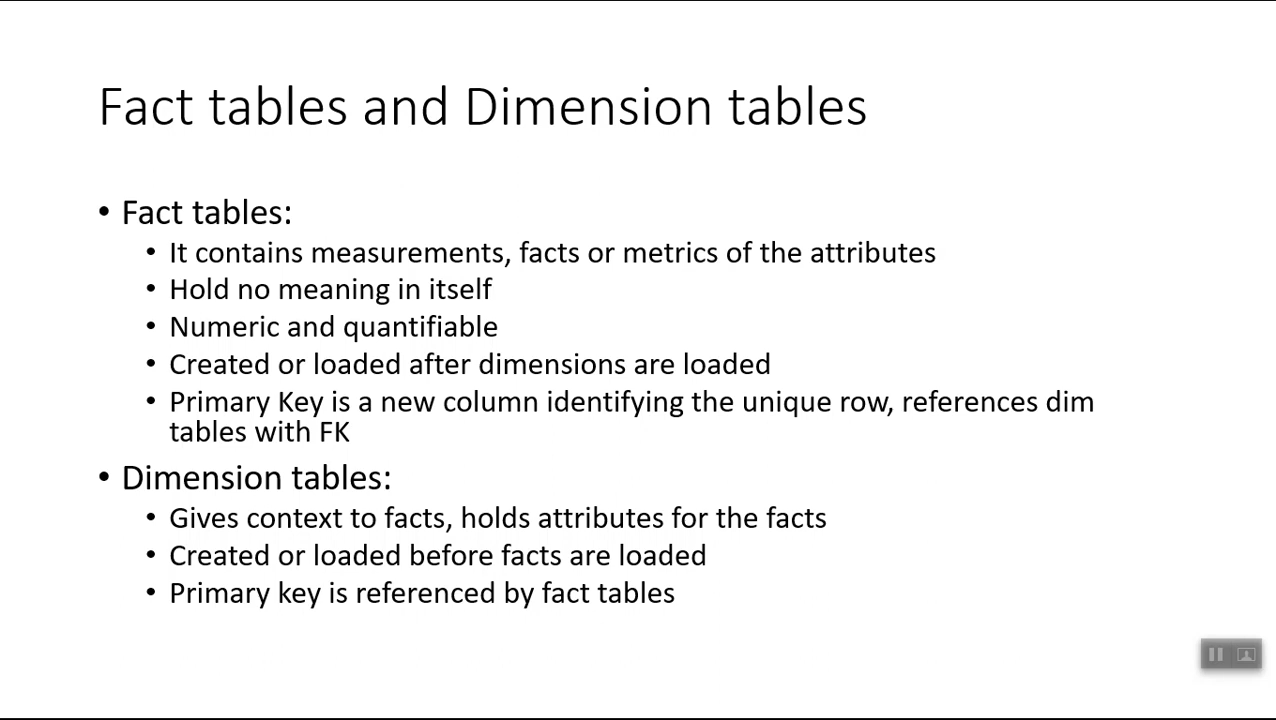 Fact tables and Dimension tables
• Fact tables:
• It contains measurements, facts or metrics of the attributes
• Hold no meaning in itself
• Numeric and quantifiable
• Created or loaded after dimensions are loaded
• Primary Key is a new column identifying the unique row, references dim
tables with FK
• Dimension tables:
• Gives context to facts, holds attributes for the facts
• Created or loaded before facts are loaded
• Primary key is referenced by fact tables